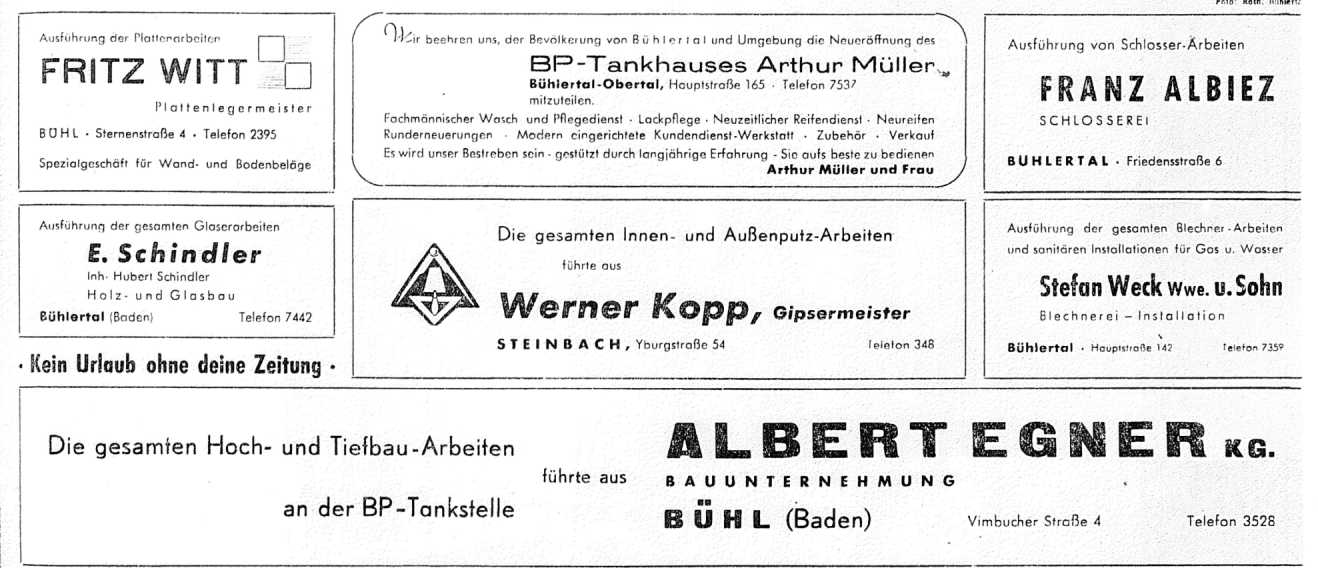 Foto: Roth, Bühlertal
Ausführung der Plattenarbeiten
FRITZ WITT
Plattenlegermeister
BÜHL · Sternenstraße 4 · Telefon 2395
Spezialgeschäft für Wand- und Bodenbeläge
Wir beehren uns, der Bevölkerung von Bühlertal und Umgebung die Neueröffnung des
BP-Tankhauses Arthur Müller
Bühlertal-Obertal, Hauptstraße 165 · Telefon 7537
mitzuteilen.
Fachmännischer Wasch und Pflegedienst · Lackpflege · Neuzeitlicher Reifendienst · Neureifen
Runderneuerungen · Modern eingerichtete Kundendienst-Werkstatt · Zubehör · Verkauf
Es wird unser Bestreben sein - gestützt durch langjährige Erfahrung - Sie aufs beste zu bedienen
Arthur Müller und Frau
Ausführung von Schlosser-Arbeiten
FRANZ ALBIEZ
SCHLOSSEREI
BÜHLERTAL · Friedensstraße 6
Ausführung der gesamten Glaserarbeiten
E. Schindler
Inh· Hubert Schindler
Holz- und Glasbau
Bühlertal (Baden) Telefon 7442
· Kein Urlaub ohne deine Zeitung ·
Die gesamten Innen- und Außenputz-Arbeiten
führte aus
Werner Kopp, Gipsermeister
STEINBACH, Yburgstraße 54 Telefon 348
Ausführung der gesamten Blechner-Arbeiten
und sanitären Installationen für Gas u. Wasser
Stefan Weck Wwe. u. Sohn
Blechnerei – Installation
Bühlertal · Hauptstraße 142 Telefon 7359
Die gesamten Hoch- und Tiefbau-Arbeiten
an der BP-Tankstelle
führte aus
ALBERT EGNER KG.
BAUUNTERNEHMUNG
BÜHL (Baden) Vimbucher Straße 4 Telefon 3528